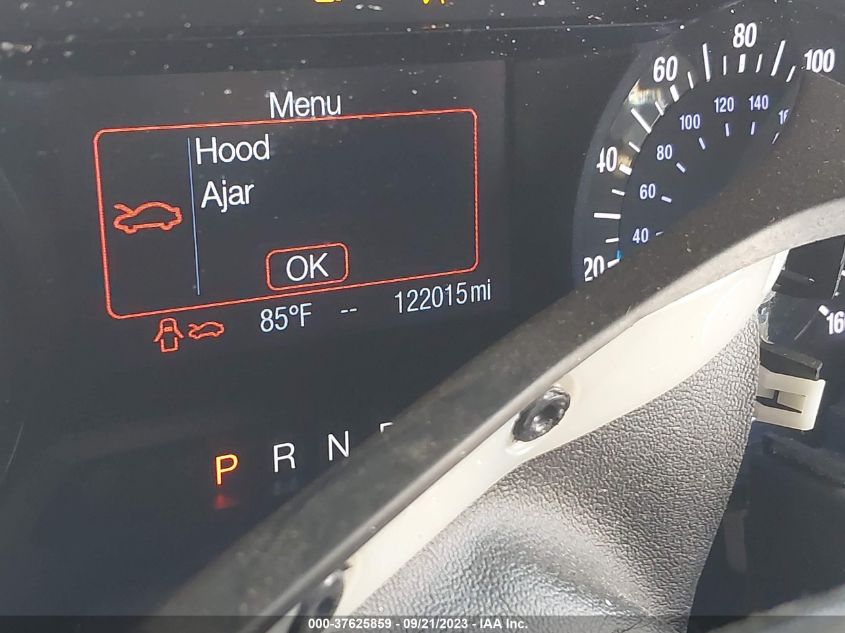 Menu
Hood
Ajar
OK
85°F -- 122015mi
P R N
20 40 60 80 100
40 60 80 100 120 140
160
000-37625859 / 09/21/2023 / IAA Inc.